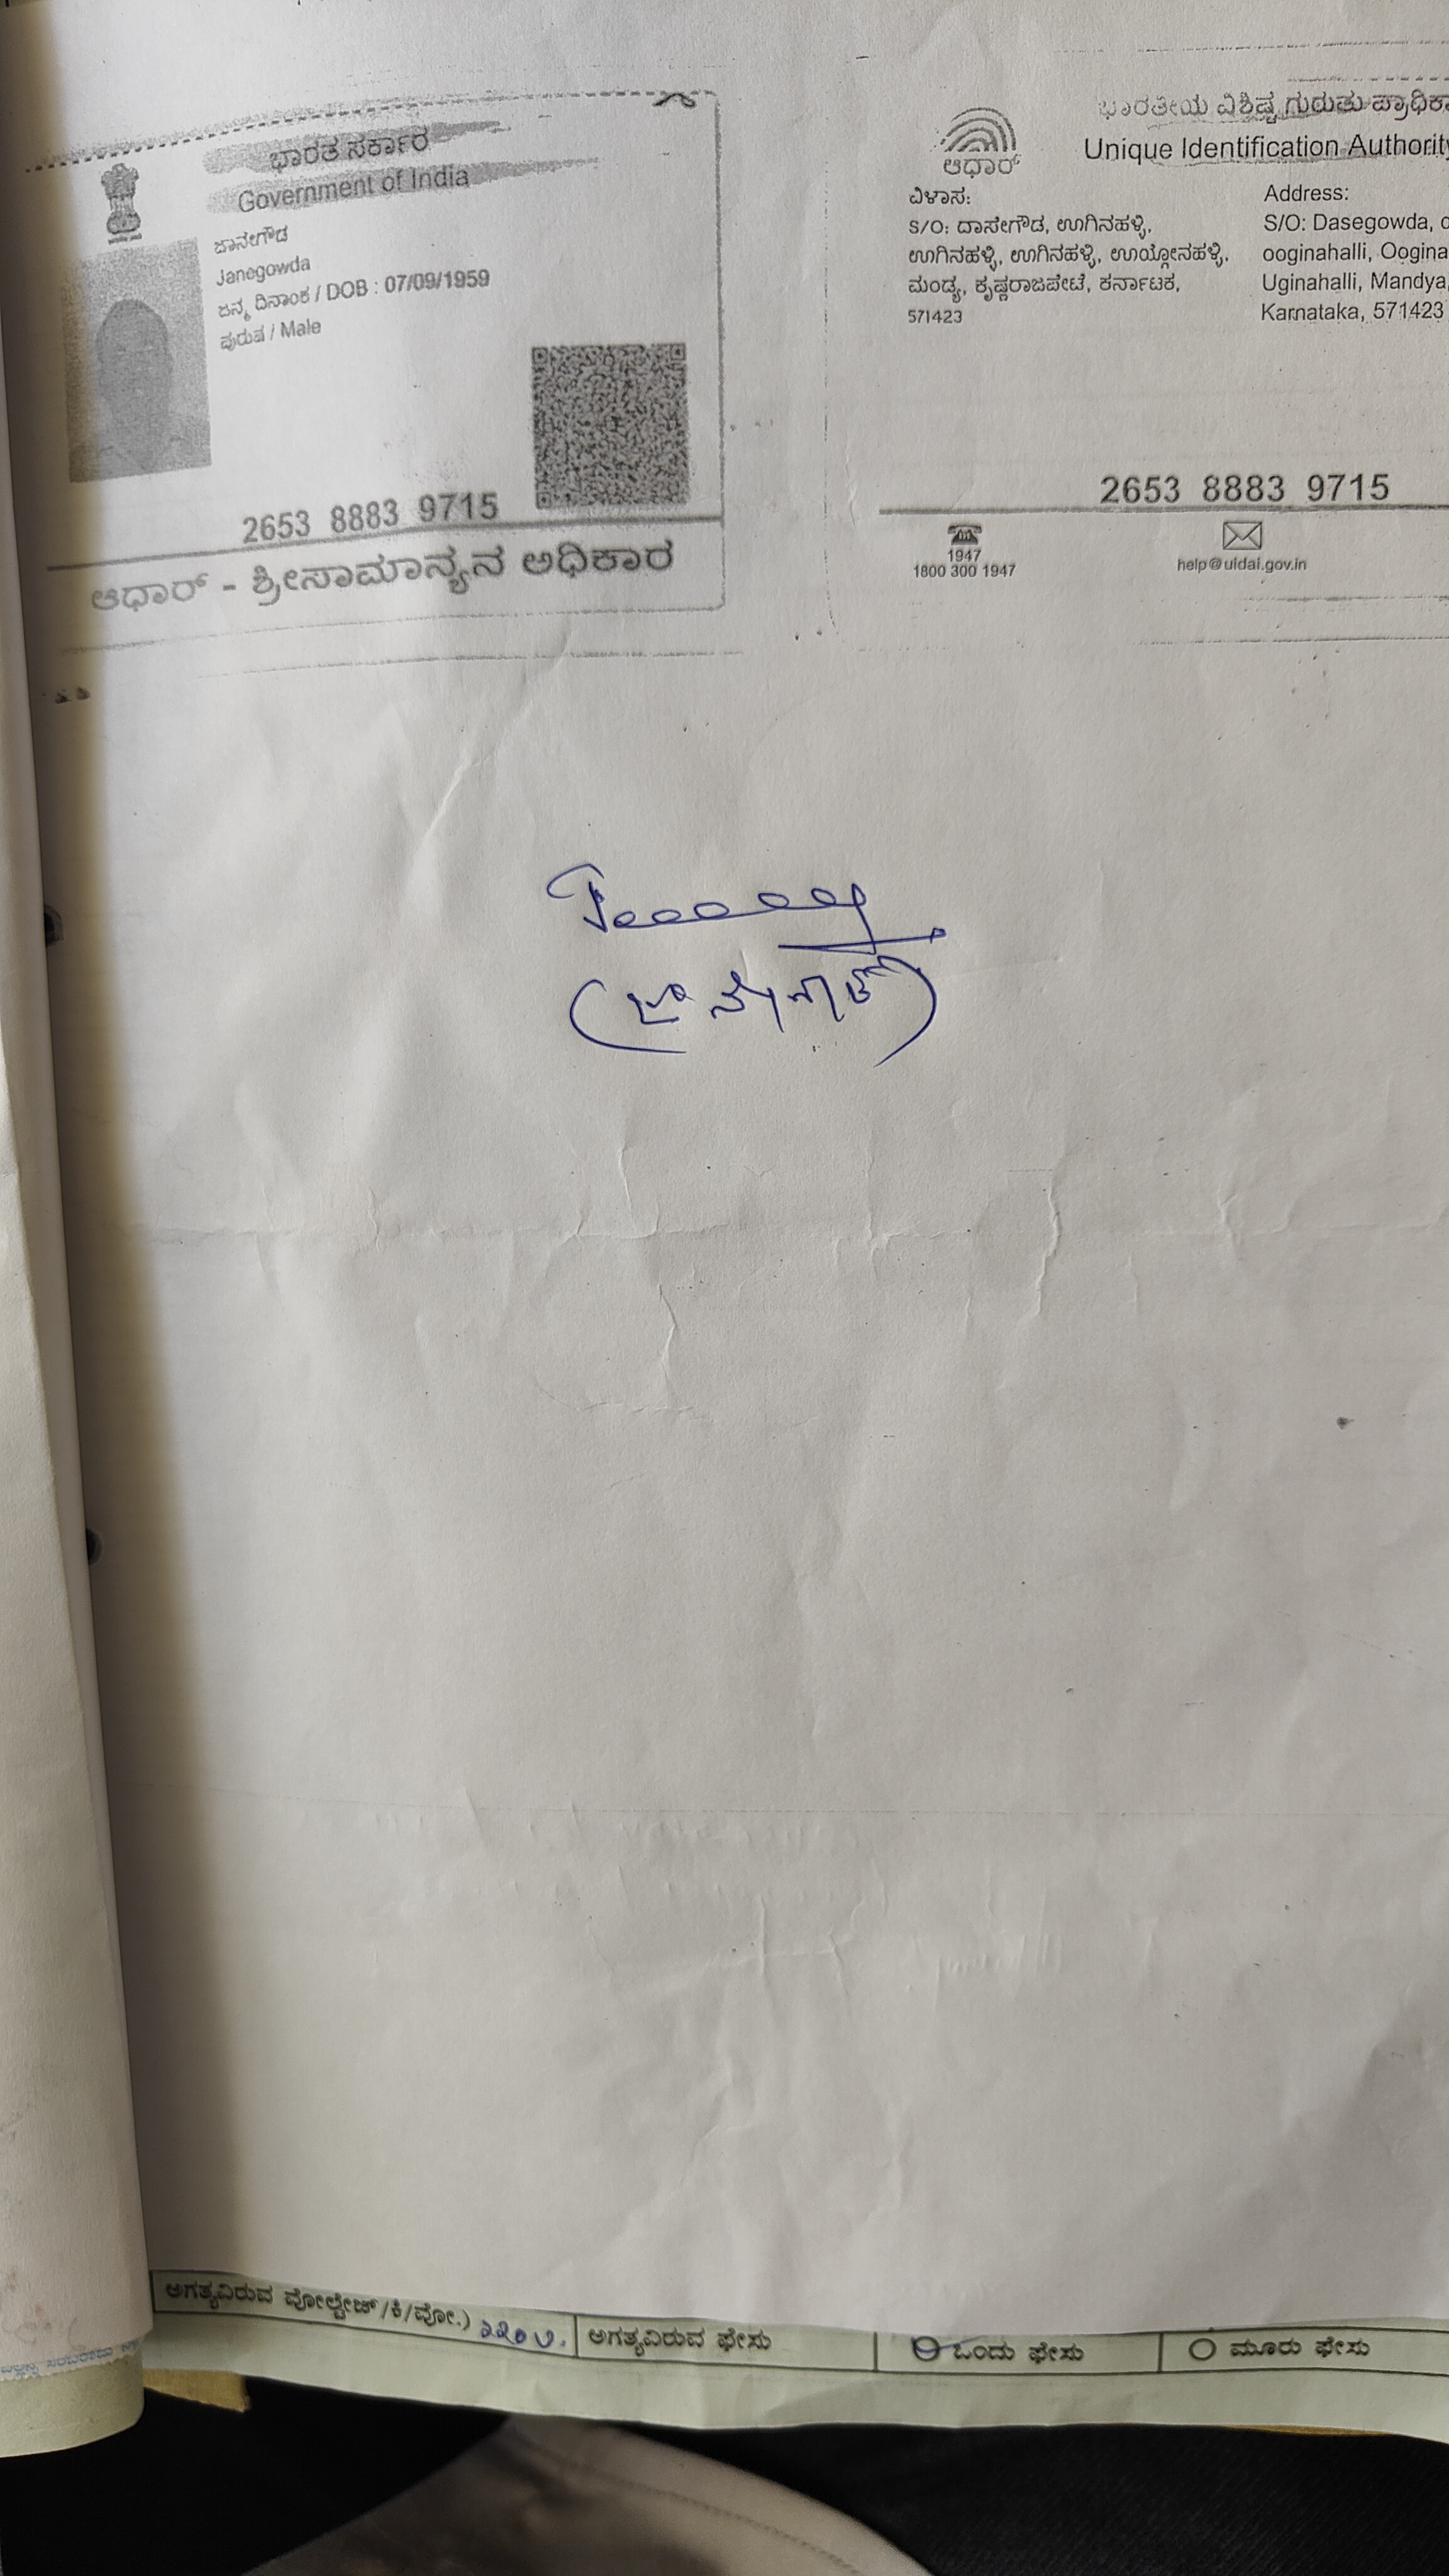 ಭಾರತ ಸರ್ಕಾರ
Government of India
ಜಾನೇಗೌಡ
Janegowda
ಜನ್ಮ ದಿನಾಂಕ / DOB : 07/09/1959
ಪುರುಷ / Male
2653 8883 9715
ಆಧಾರ್ - ಶ್ರೀಸಾಮಾನ್ಯನ ಅಧಿಕಾರ
ಭಾರತೀಯ ವಿಶಿಷ್ಟ ಗುರುತು ಪ್ರಾಧಿಕಾ
Unique Identification Authority
ಆಧಾರ್
ವಿಳಾಸ:
S/O: ದಾಸೇಗೌಡ, ಊಗಿನಹಳ್ಳಿ,
ಊಗಿನಹಳ್ಳಿ, ಊಗಿನಹಳ್ಳಿ, ಊಯ್ಗೋನಹಳ್ಳಿ,
ಮಂಡ್ಯ, ಕೃಷ್ಣರಾಜಪೇಟೆ, ಕರ್ನಾಟಕ,
571423
Address:
S/O: Dasegowda,
ooginahalli, Oogina
Uginahalli, Mandya,
Karnataka, 571423
2653 8883 9715
1947
1800 300 1947
help@uidai.gov.in
(ಜಾನೇಗೌಡ)
ಅಗತ್ಯವಿರುವ ವೋಲ್ಟೇಜ್/ಕಿ/ವೋ.)
ಅಗತ್ಯವಿರುವ ಫೇಸು
ಒಂದು ಫೇಸು
ಮೂರು ಫೇಸು